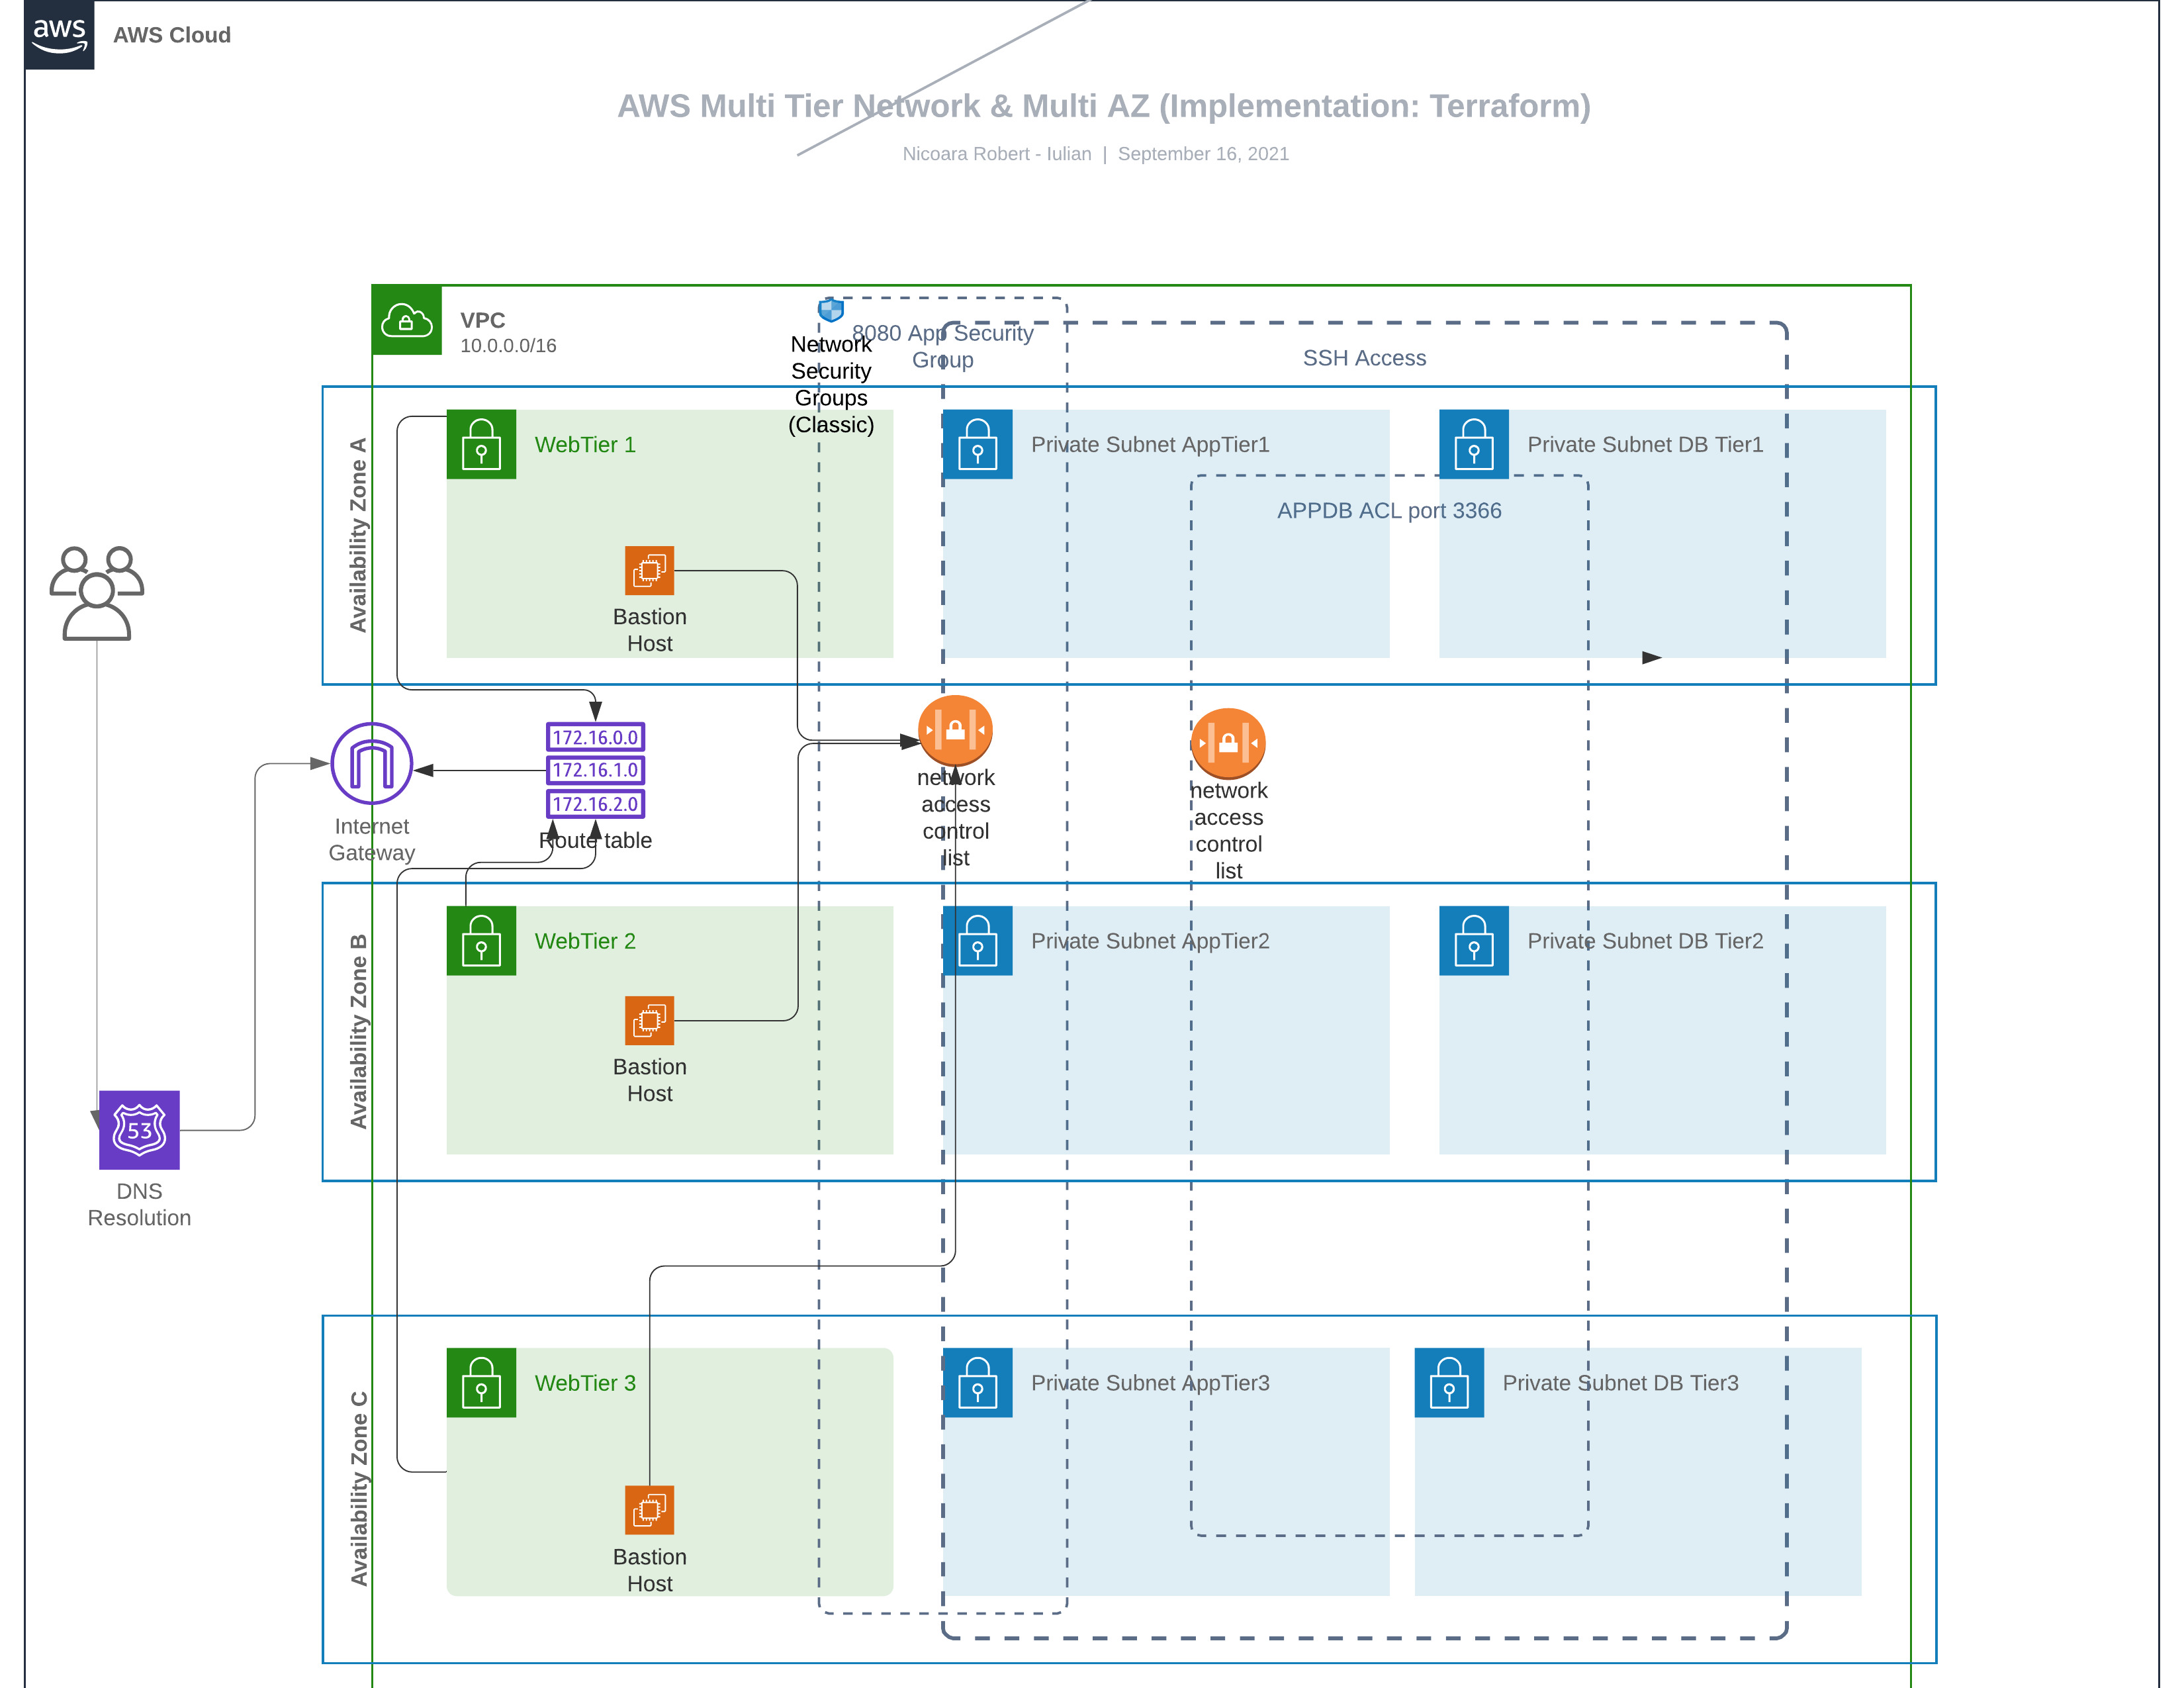 aws
AWS Cloud
AWS Multi Tier Network & Multi AZ (Implementation: Terraform)
Nicoara Robert - Iulian | September 16, 2021
VPC
10.0.0.0/16
8080 App Security
Group
Network
Security
Groups
(Classic)
SSH Access
Availability Zone A
WebTier 1
Private Subnet AppTier1
Private Subnet DB Tier1
APPDB ACL port 3366
Bastion
Host
172.16.0.0
172.16.1.0
172.16.2.0
Route table
Internet
Gateway
network
access
control
list
network
access
control
list
Availability Zone B
WebTier 2
Private Subnet AppTier2
Private Subnet DB Tier2
Bastion
Host
53
DNS
Resolution
Availability Zone C
WebTier 3
Private Subnet AppTier3
Private Subnet DB Tier3
Bastion
Host